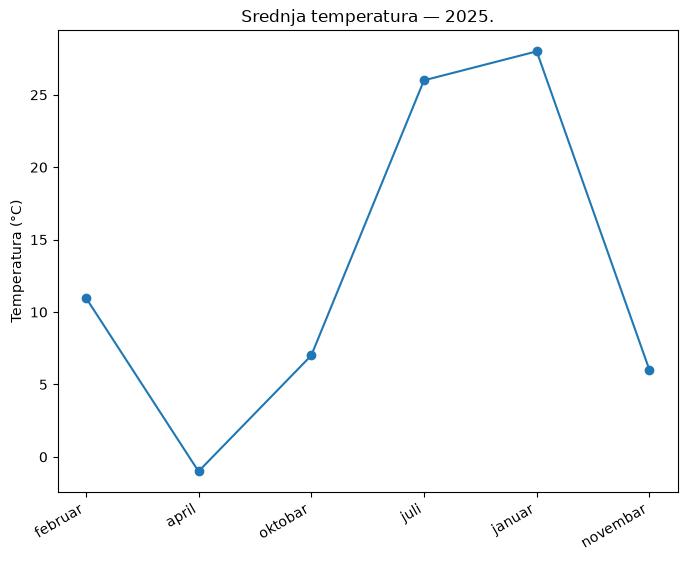 Srednja temperatura — 2025.
Temperatura (°C)
25
20
15
10
5
0
februar
april
oktobar
juli
januar
novembar